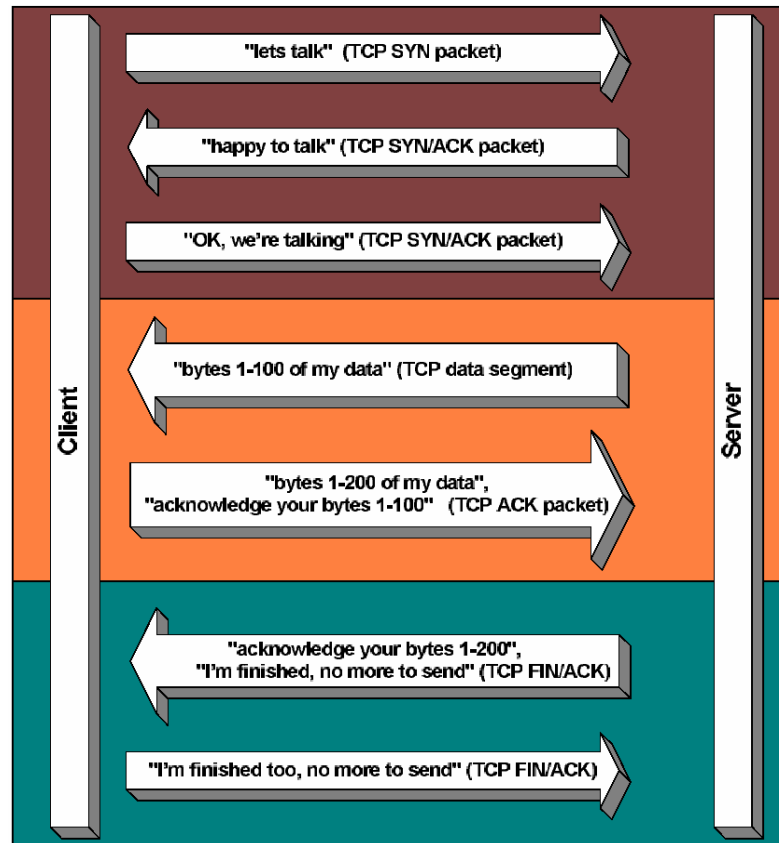 "lets talk" (TCP SYN packet)
"happy to talk" (TCP SYN/ACK packet)
"OK, we're talking" (TCP SYN/ACK packet)
"bytes 1-100 of my data" (TCP data segment)
Client
Server
"bytes 1-200 of my data",
"acknowledge your bytes 1-100" (TCP ACK packet)
"acknowledge your bytes 1-200",
"I'm finished, no more to send" (TCP FIN/ACK)
"I'm finished too, no more to send" (TCP FIN/ACK)